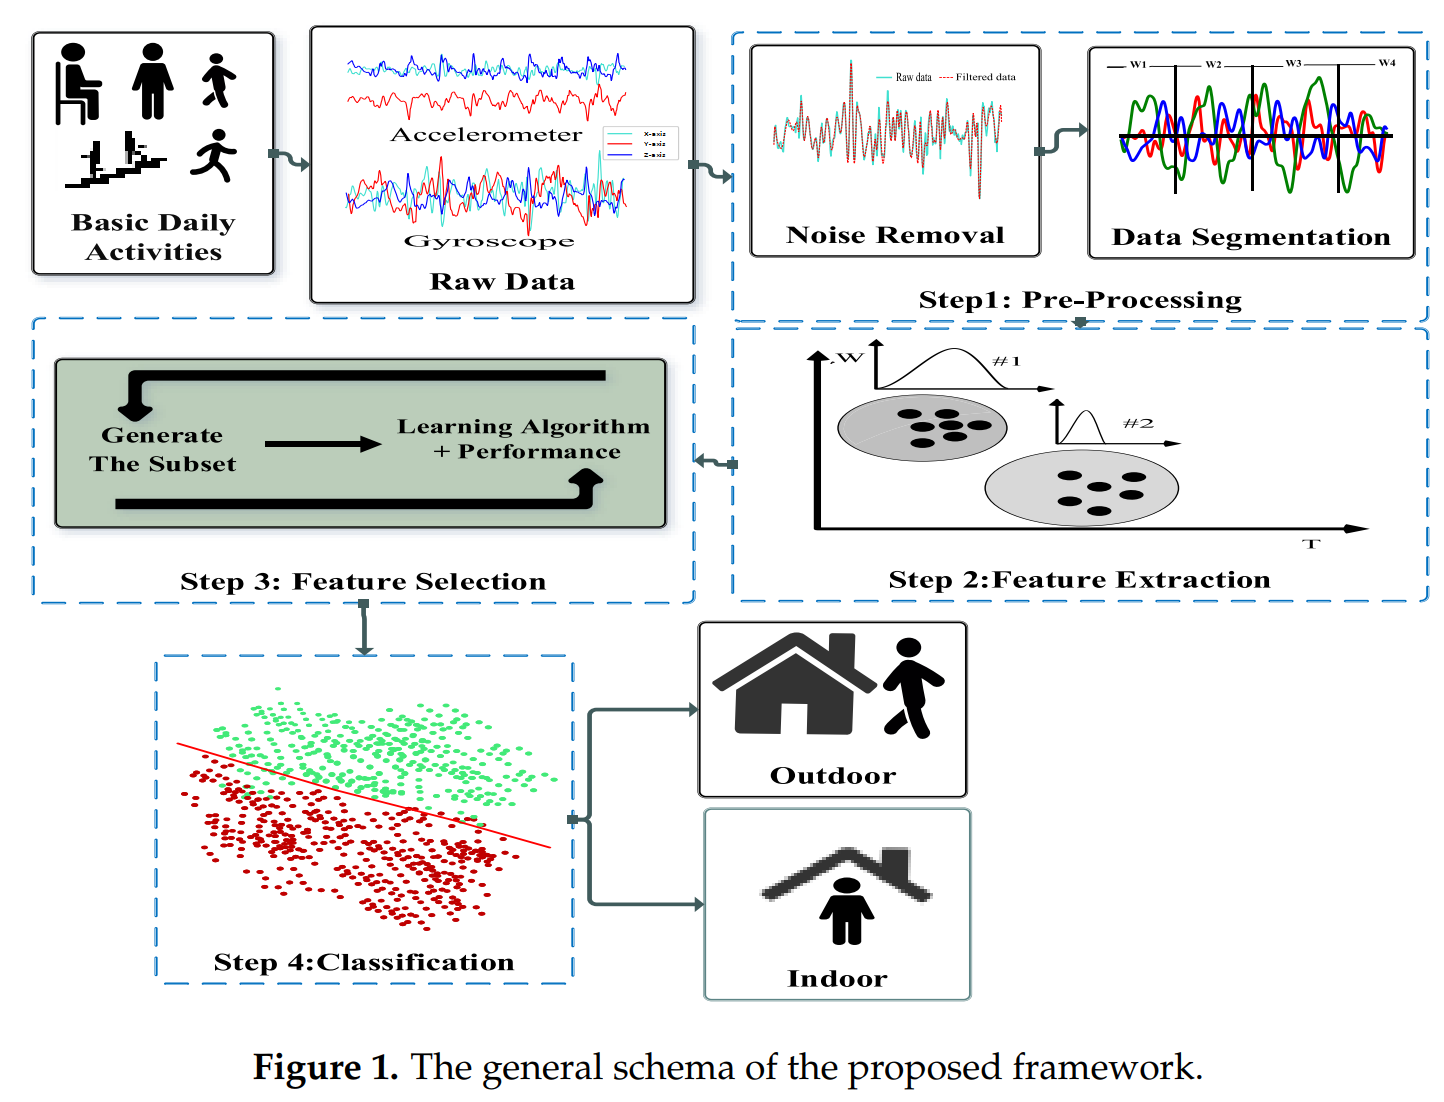 Basic Daily
Activities
Accelerometer
X-axis
Y-axis
Z-axis
Gyroscope
Raw Data
Raw data
Filtered data
Noise Removal
W1
W2
W3
W4
Data Segmentation
Step1: Pre-Processing
Generate
The Subset
Learning Algorithm
+ Performance
Step 3: Feature Selection
W
#1
#2
T
Step 2:Feature Extraction
Step 4:Classification
Outdoor
Indoor
Figure 1. The general schema of the proposed framework.